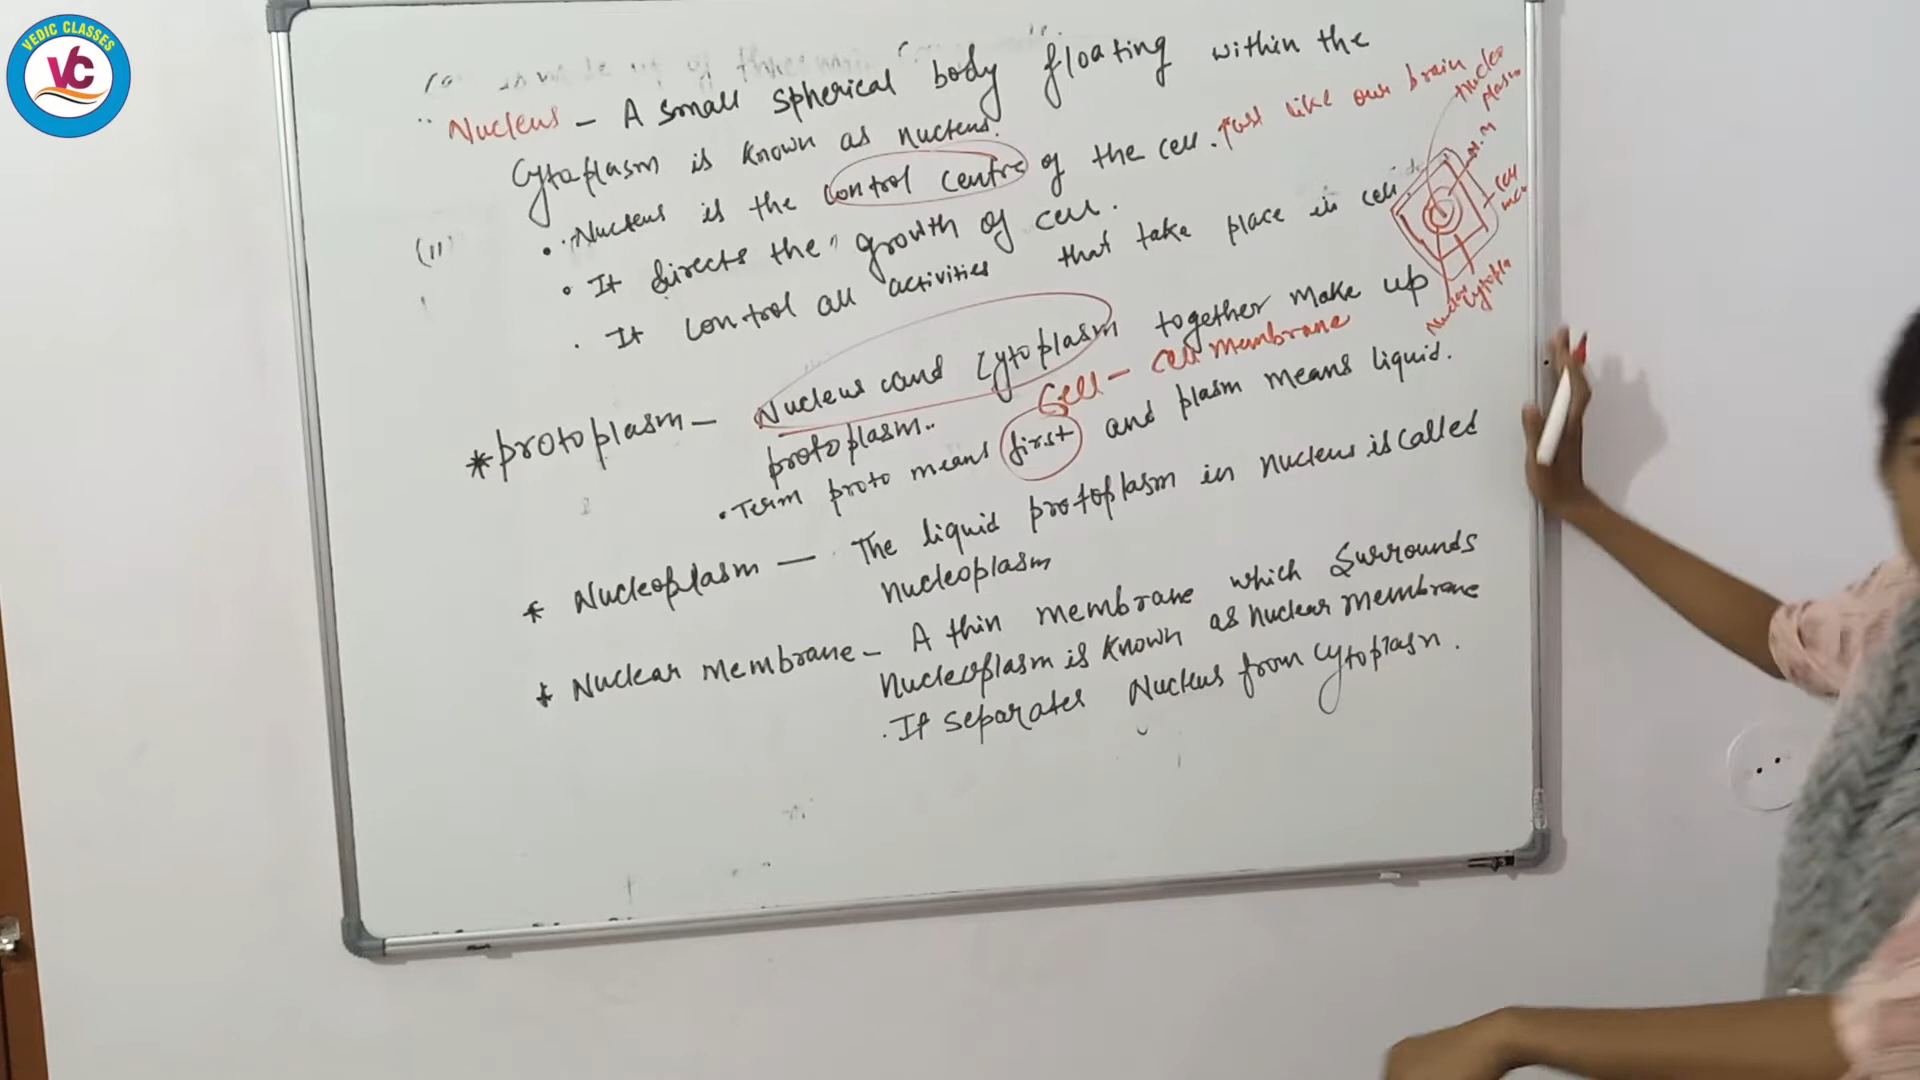 VEDIC CLASSES
VC
Nucleus - A small spherical body floating within the
Cytoplasm is known as nucleus.
• Nucleus is the control centre of the cell. Just like our brain
• It directs the growth of cell.
• It control all activities that take place in cell.
* protoplasm - Nucleus and Cytoplasm together make up
protoplasm..
Cell - Cell membrane
• Term proto means first and plasm means liquid.
* Nucleoplasm - The liquid protoplasm in nucleus is called
nucleoplasm
* Nuclear membrane - A thin membrane which surrounds
nucleoplasm is known as nuclear membrane
. It separates Nucleus from cytoplasm.
plasm
N.M
Cell
Cytopla